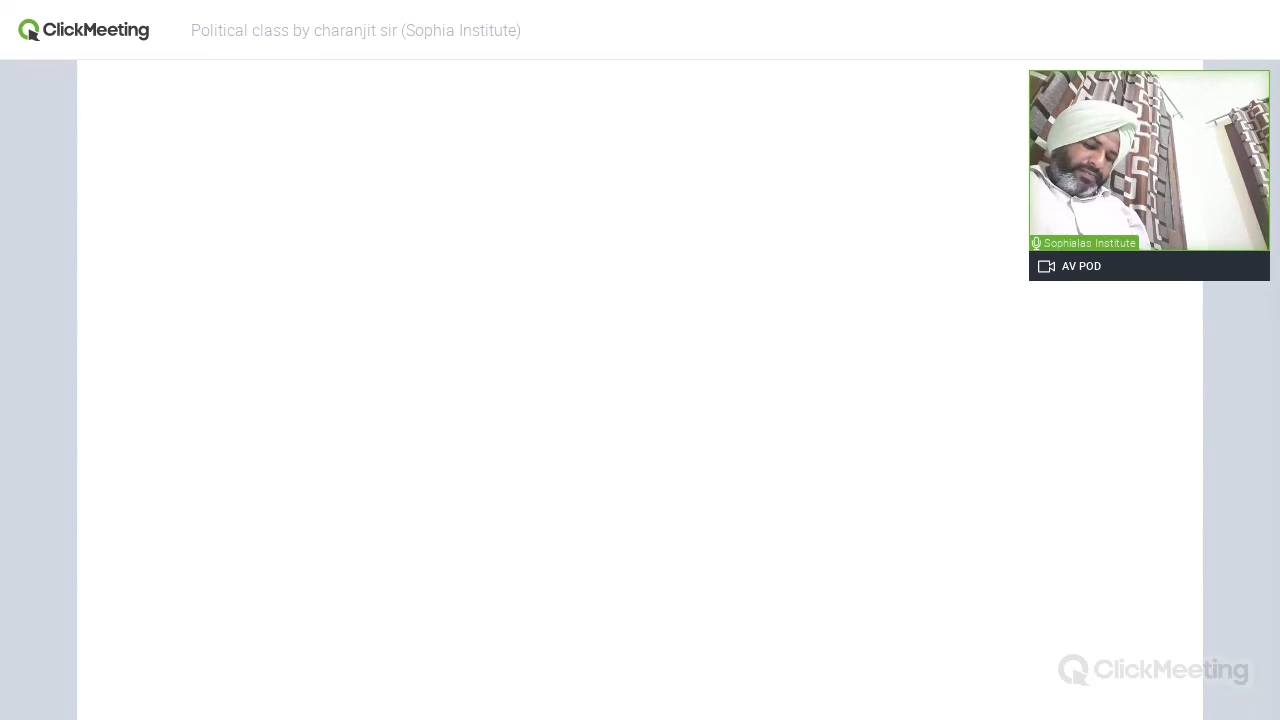 ClickMeeting
Political class by charanjit sir (Sophia Institute)
SophiaIas Institute
AV POD
ClickMeeting